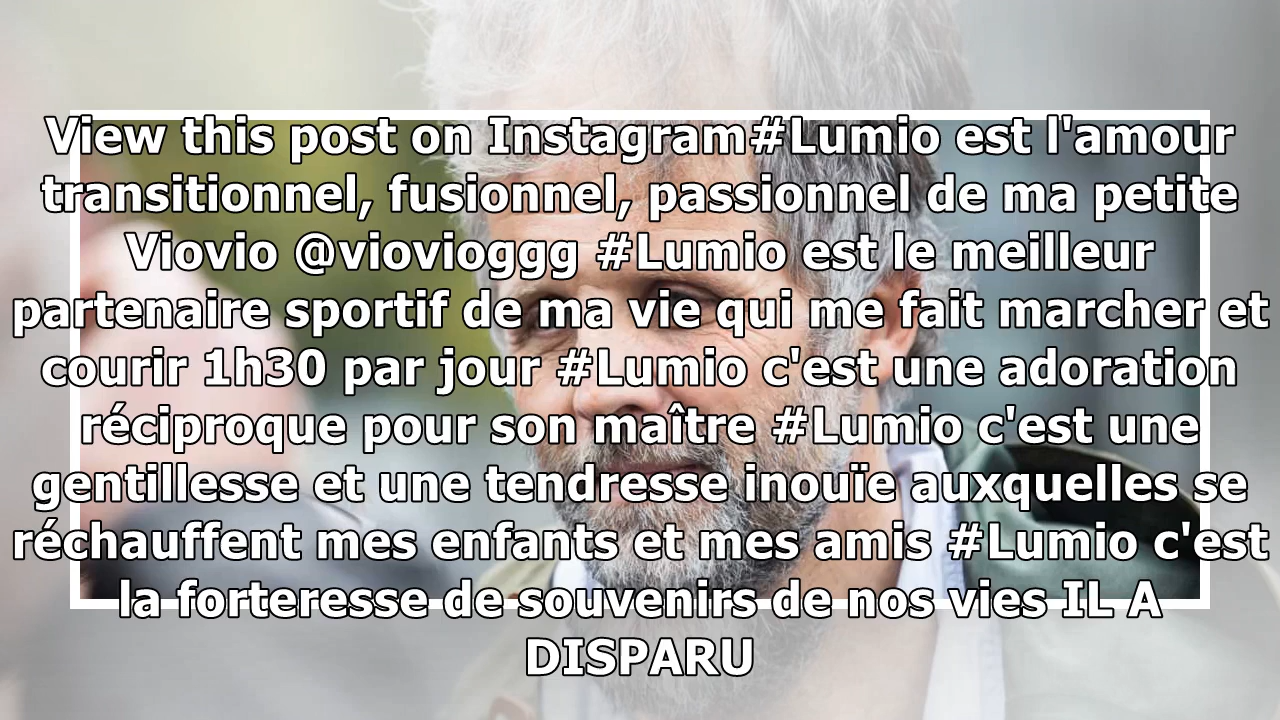 View this post on Instagram#Lumio est l'amour
transitionnel, fusionnel, passionnel de ma petite
Viovio @viovioggg #Lumio est le meilleur
partenaire sportif de ma vie qui me fait marcher et
courir 1h30 par jour #Lumio c'est une adoration
réciproque pour son maître #Lumio c'est une
gentillesse et une tendresse inouïe auxquelles se
réchauffent mes enfants et mes amis #Lumio c'est
la forteresse de souvenirs de nos vies IL A
DISPARU